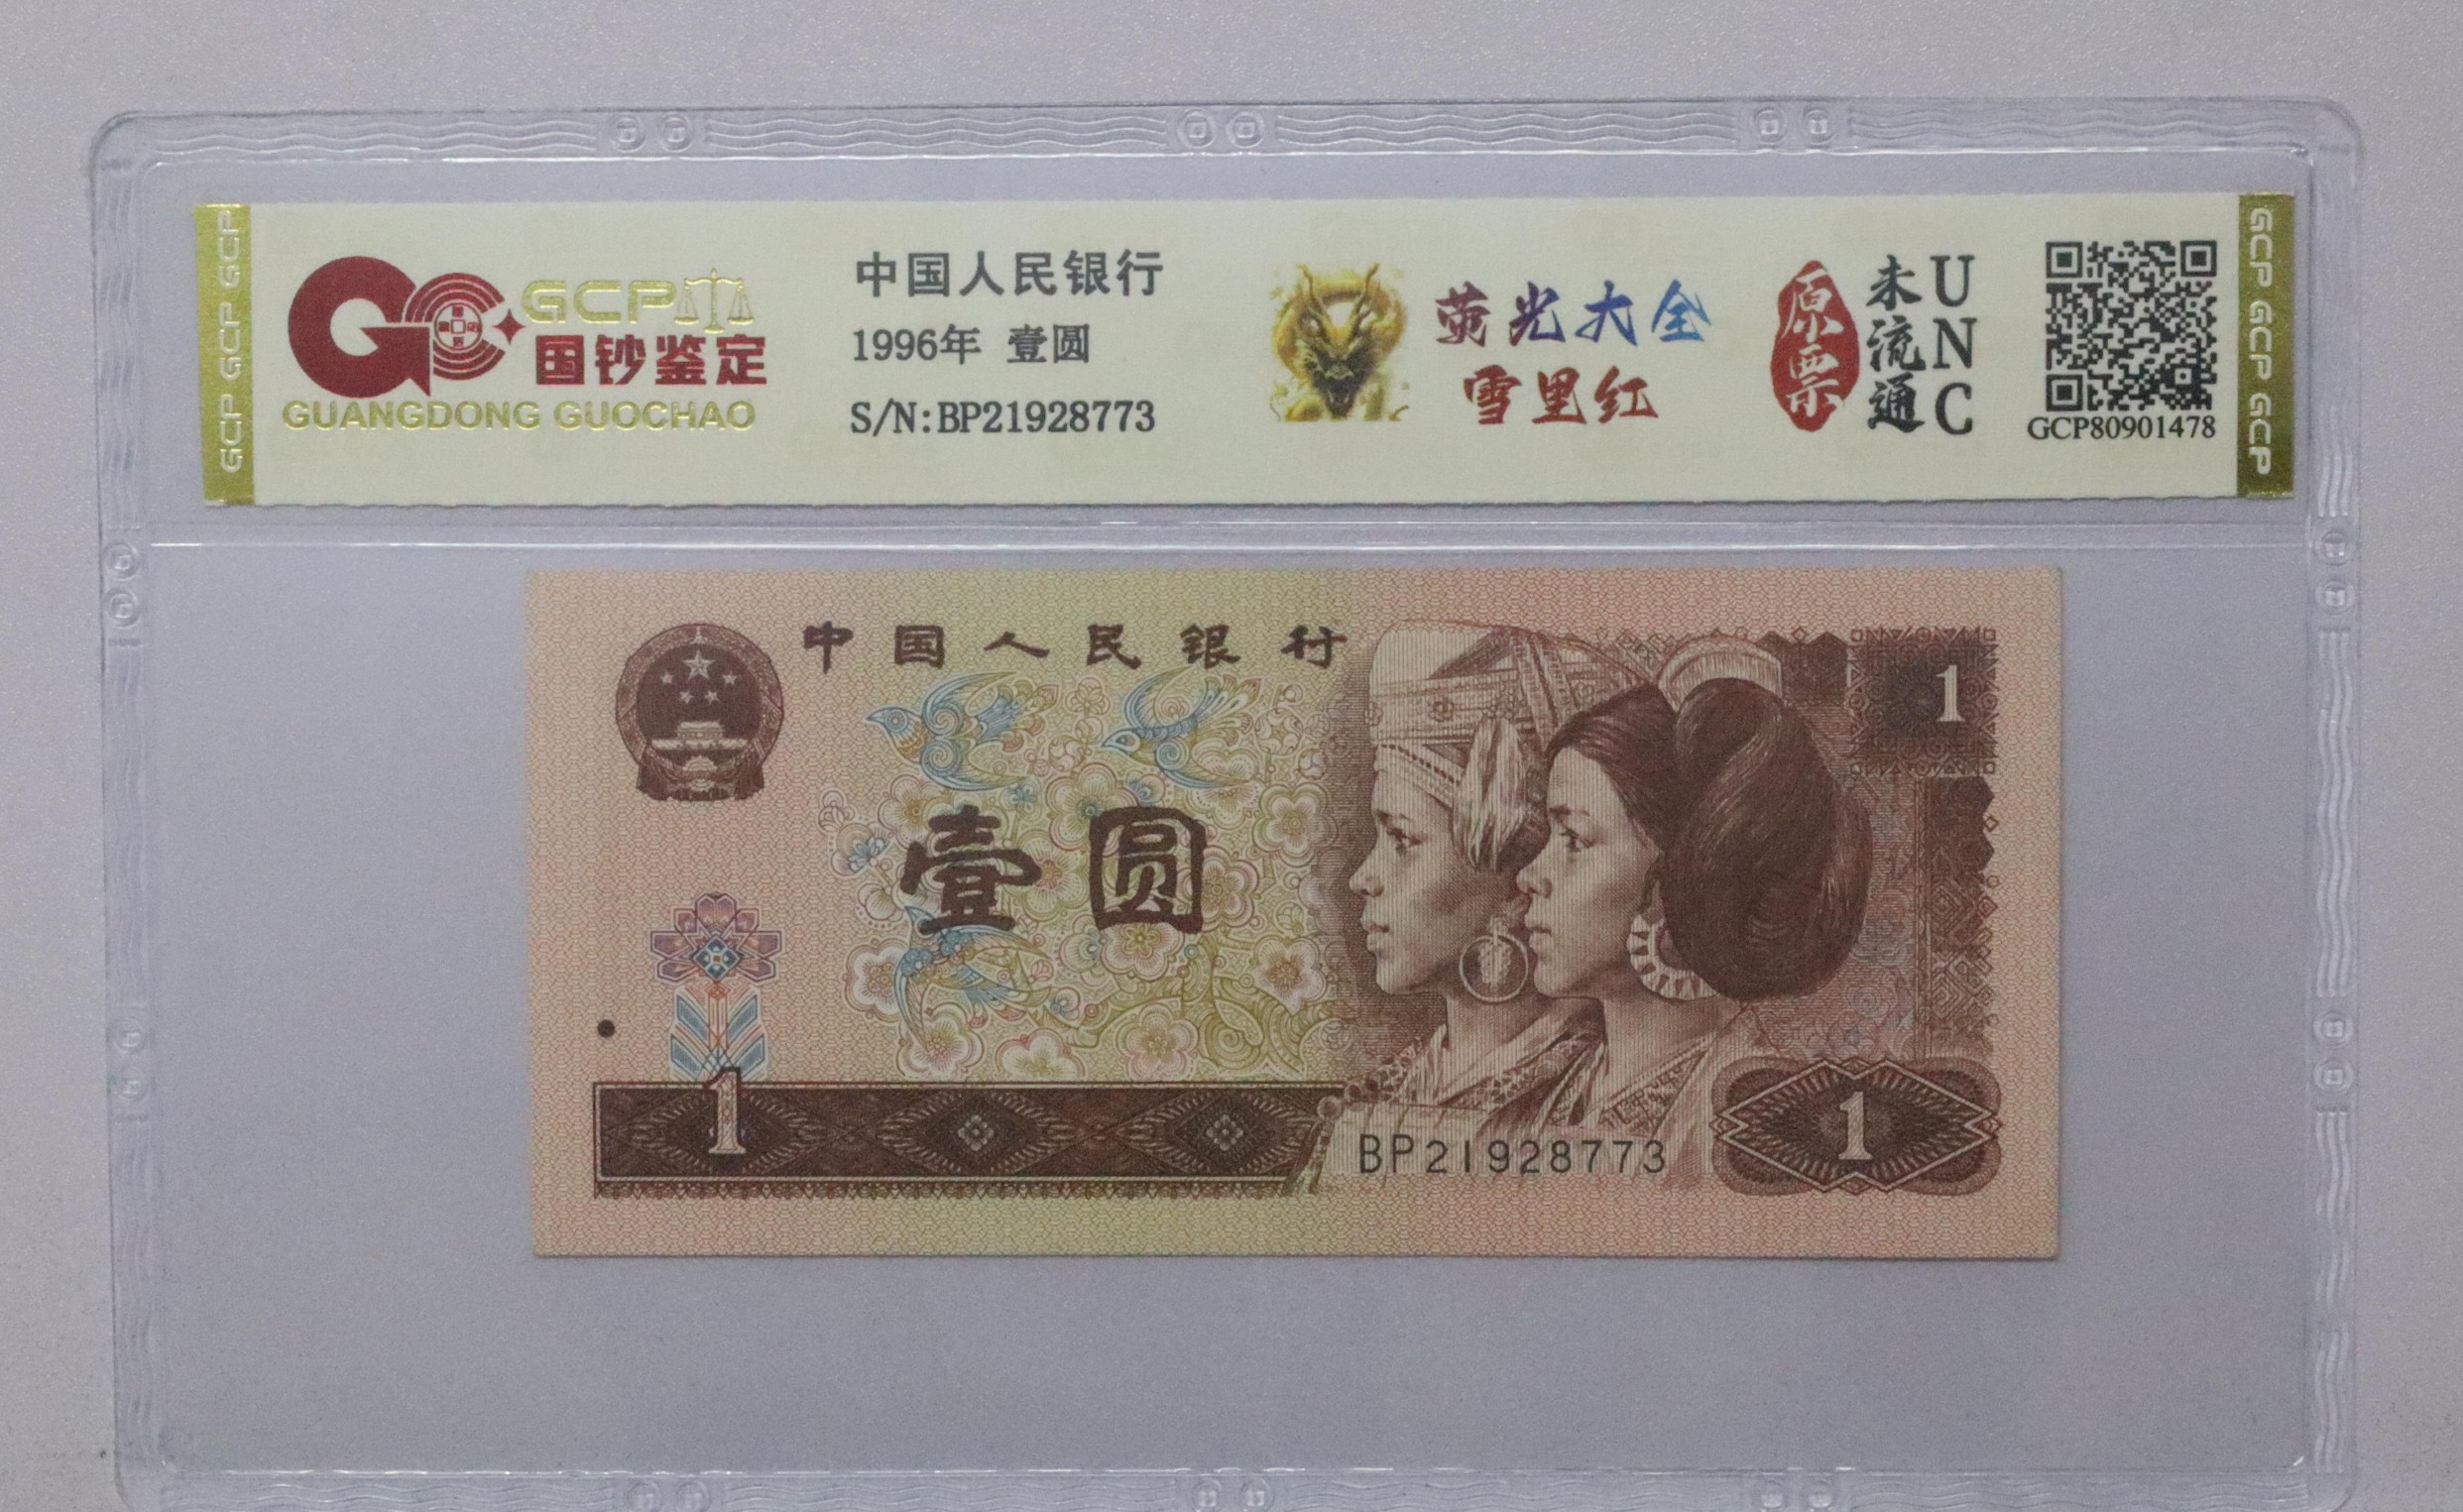 GCP GCP GCP
GCP
国钞鉴定
GUANGDONG GUOCHAO
中国人民银行
1996年 壹圆
S/N:BP21928773
荧光大全
雪里红
原票
未流通
UNC
GCP80901478
GCP GCP GCP
中国人民银行
1
壹圆
1
BP21928773
1